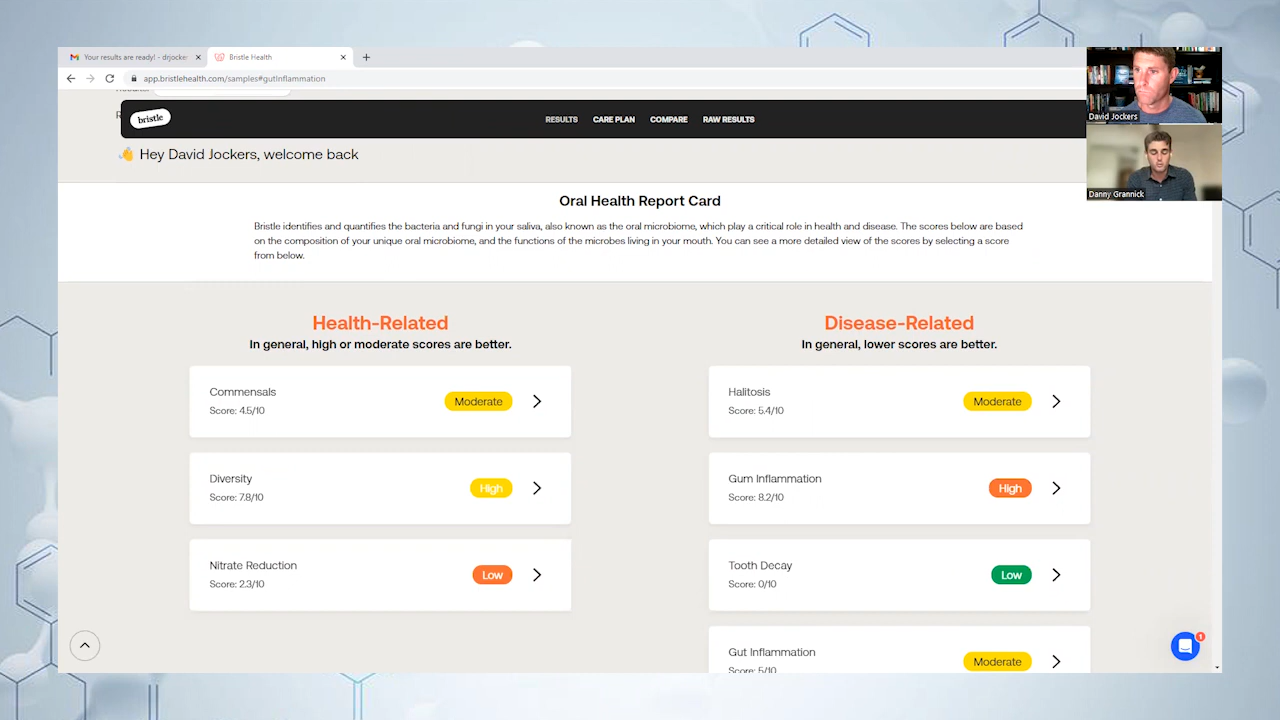 Your results are ready! - drjocker
Bristle Health
app.bristlehealth.com/samples#gutInflammation
bristle
RESULTS
CARE PLAN
COMPARE
RAW RESULTS
David Jockers
Danny Grannick
👋 Hey David Jockers, welcome back
Oral Health Report Card
Bristle identifies and quantifies the bacteria and fungi in your saliva, also known as the oral microbiome, which play a critical role in health and disease. The scores below are based
on the composition of your unique oral microbiome, and the functions of the microbes living in your mouth. You can see a more detailed view of the scores by selecting a score
from below.
Health-Related
In general, high or moderate scores are better.
Commensals
Moderate
Score: 4.5/10
Diversity
High
Score: 7.8/10
Nitrate Reduction
Low
Score: 2.3/10
Disease-Related
In general, lower scores are better.
Halitosis
Moderate
Score: 5.4/10
Gum Inflammation
High
Score: 8.2/10
Tooth Decay
Low
Score: 0/10
Gut Inflammation
Moderate
Score: 5/10
1